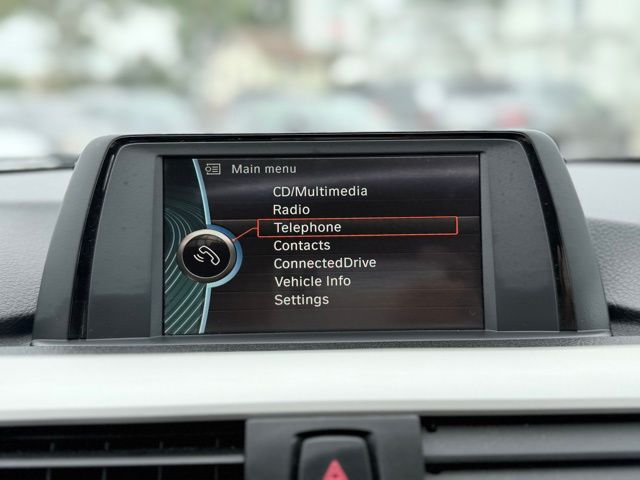 Main menu
CD/Multimedia
Radio
Telephone
Contacts
ConnectedDrive
Vehicle Info
Settings